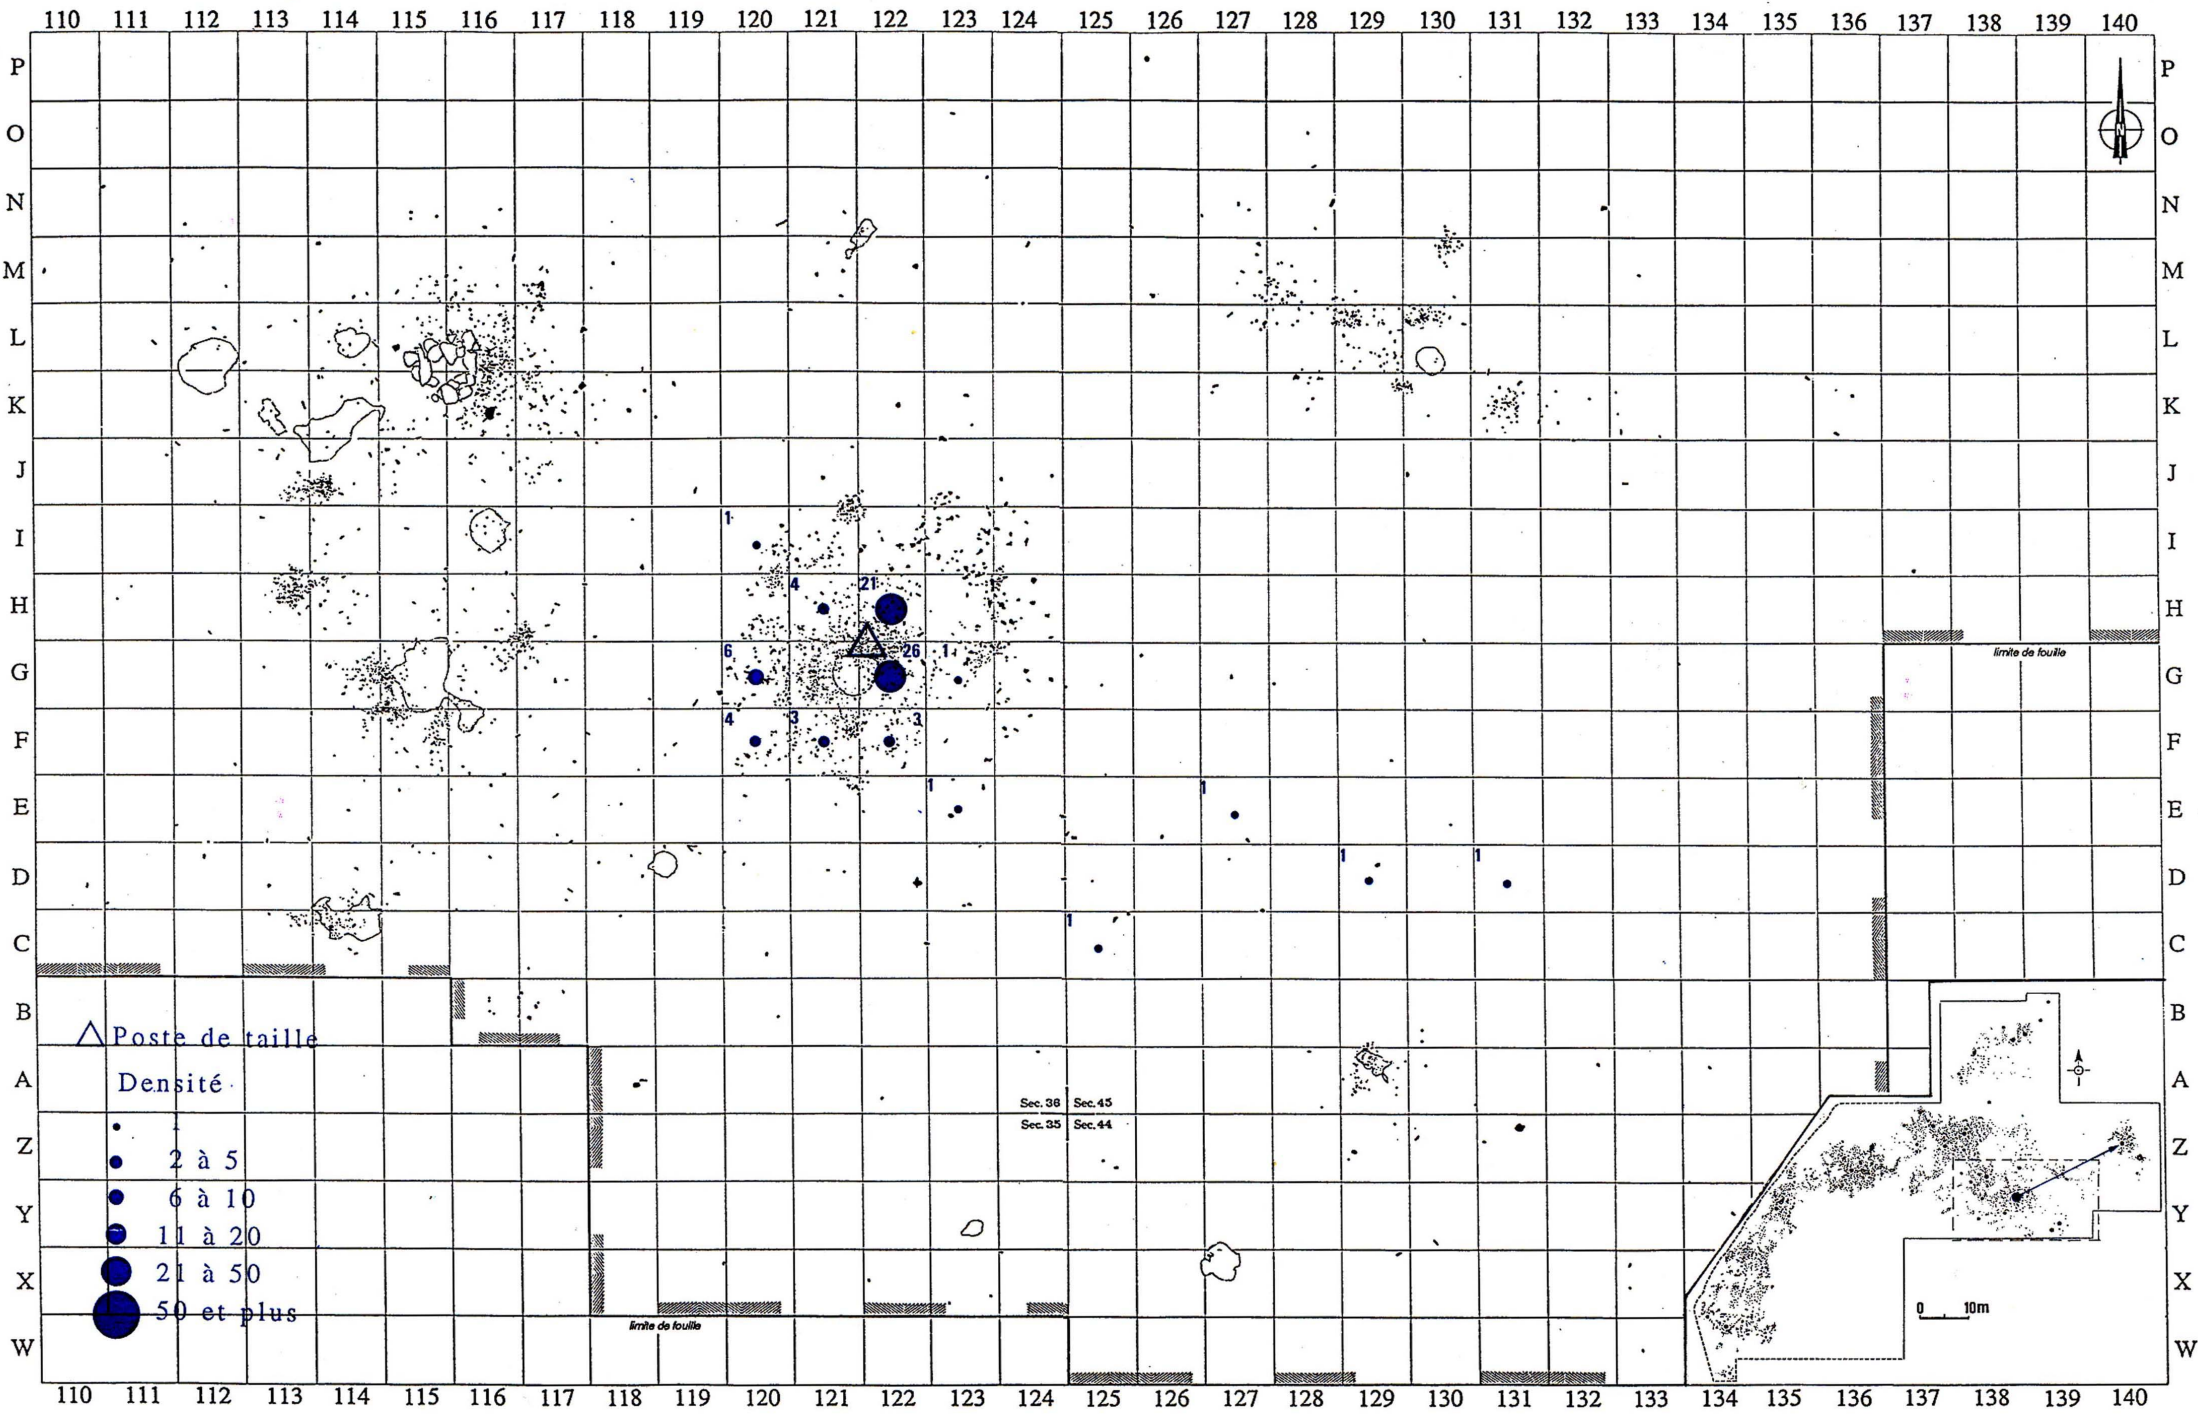 110 111 112 113 114 115 116 117 118 119 120 121 122 123 124 125 126 127 128 129 130 131 132 133 134 135 136 137 138 139 140
P P
O O
N N
M M
L L
K K
J J
1
I I
4 21
H H
limite de fouille
6 26 1
G G
4 3 3
F F
1 1
E E
1 1
D D
1
C C
B B
Poste de taille
A A
Densité
Sec. 36 Sec. 45
Sec. 35 Sec. 44
1
Z Z
2 à 5
6 à 10
Y Y
11 à 20
21 à 50
X X
0 10m
50 et plus
limite de fouille
W W
110 111 112 113 114 115 116 117 118 119 120 121 122 123 124 125 126 127 128 129 130 131 132 133 134 135 136 137 138 139 140